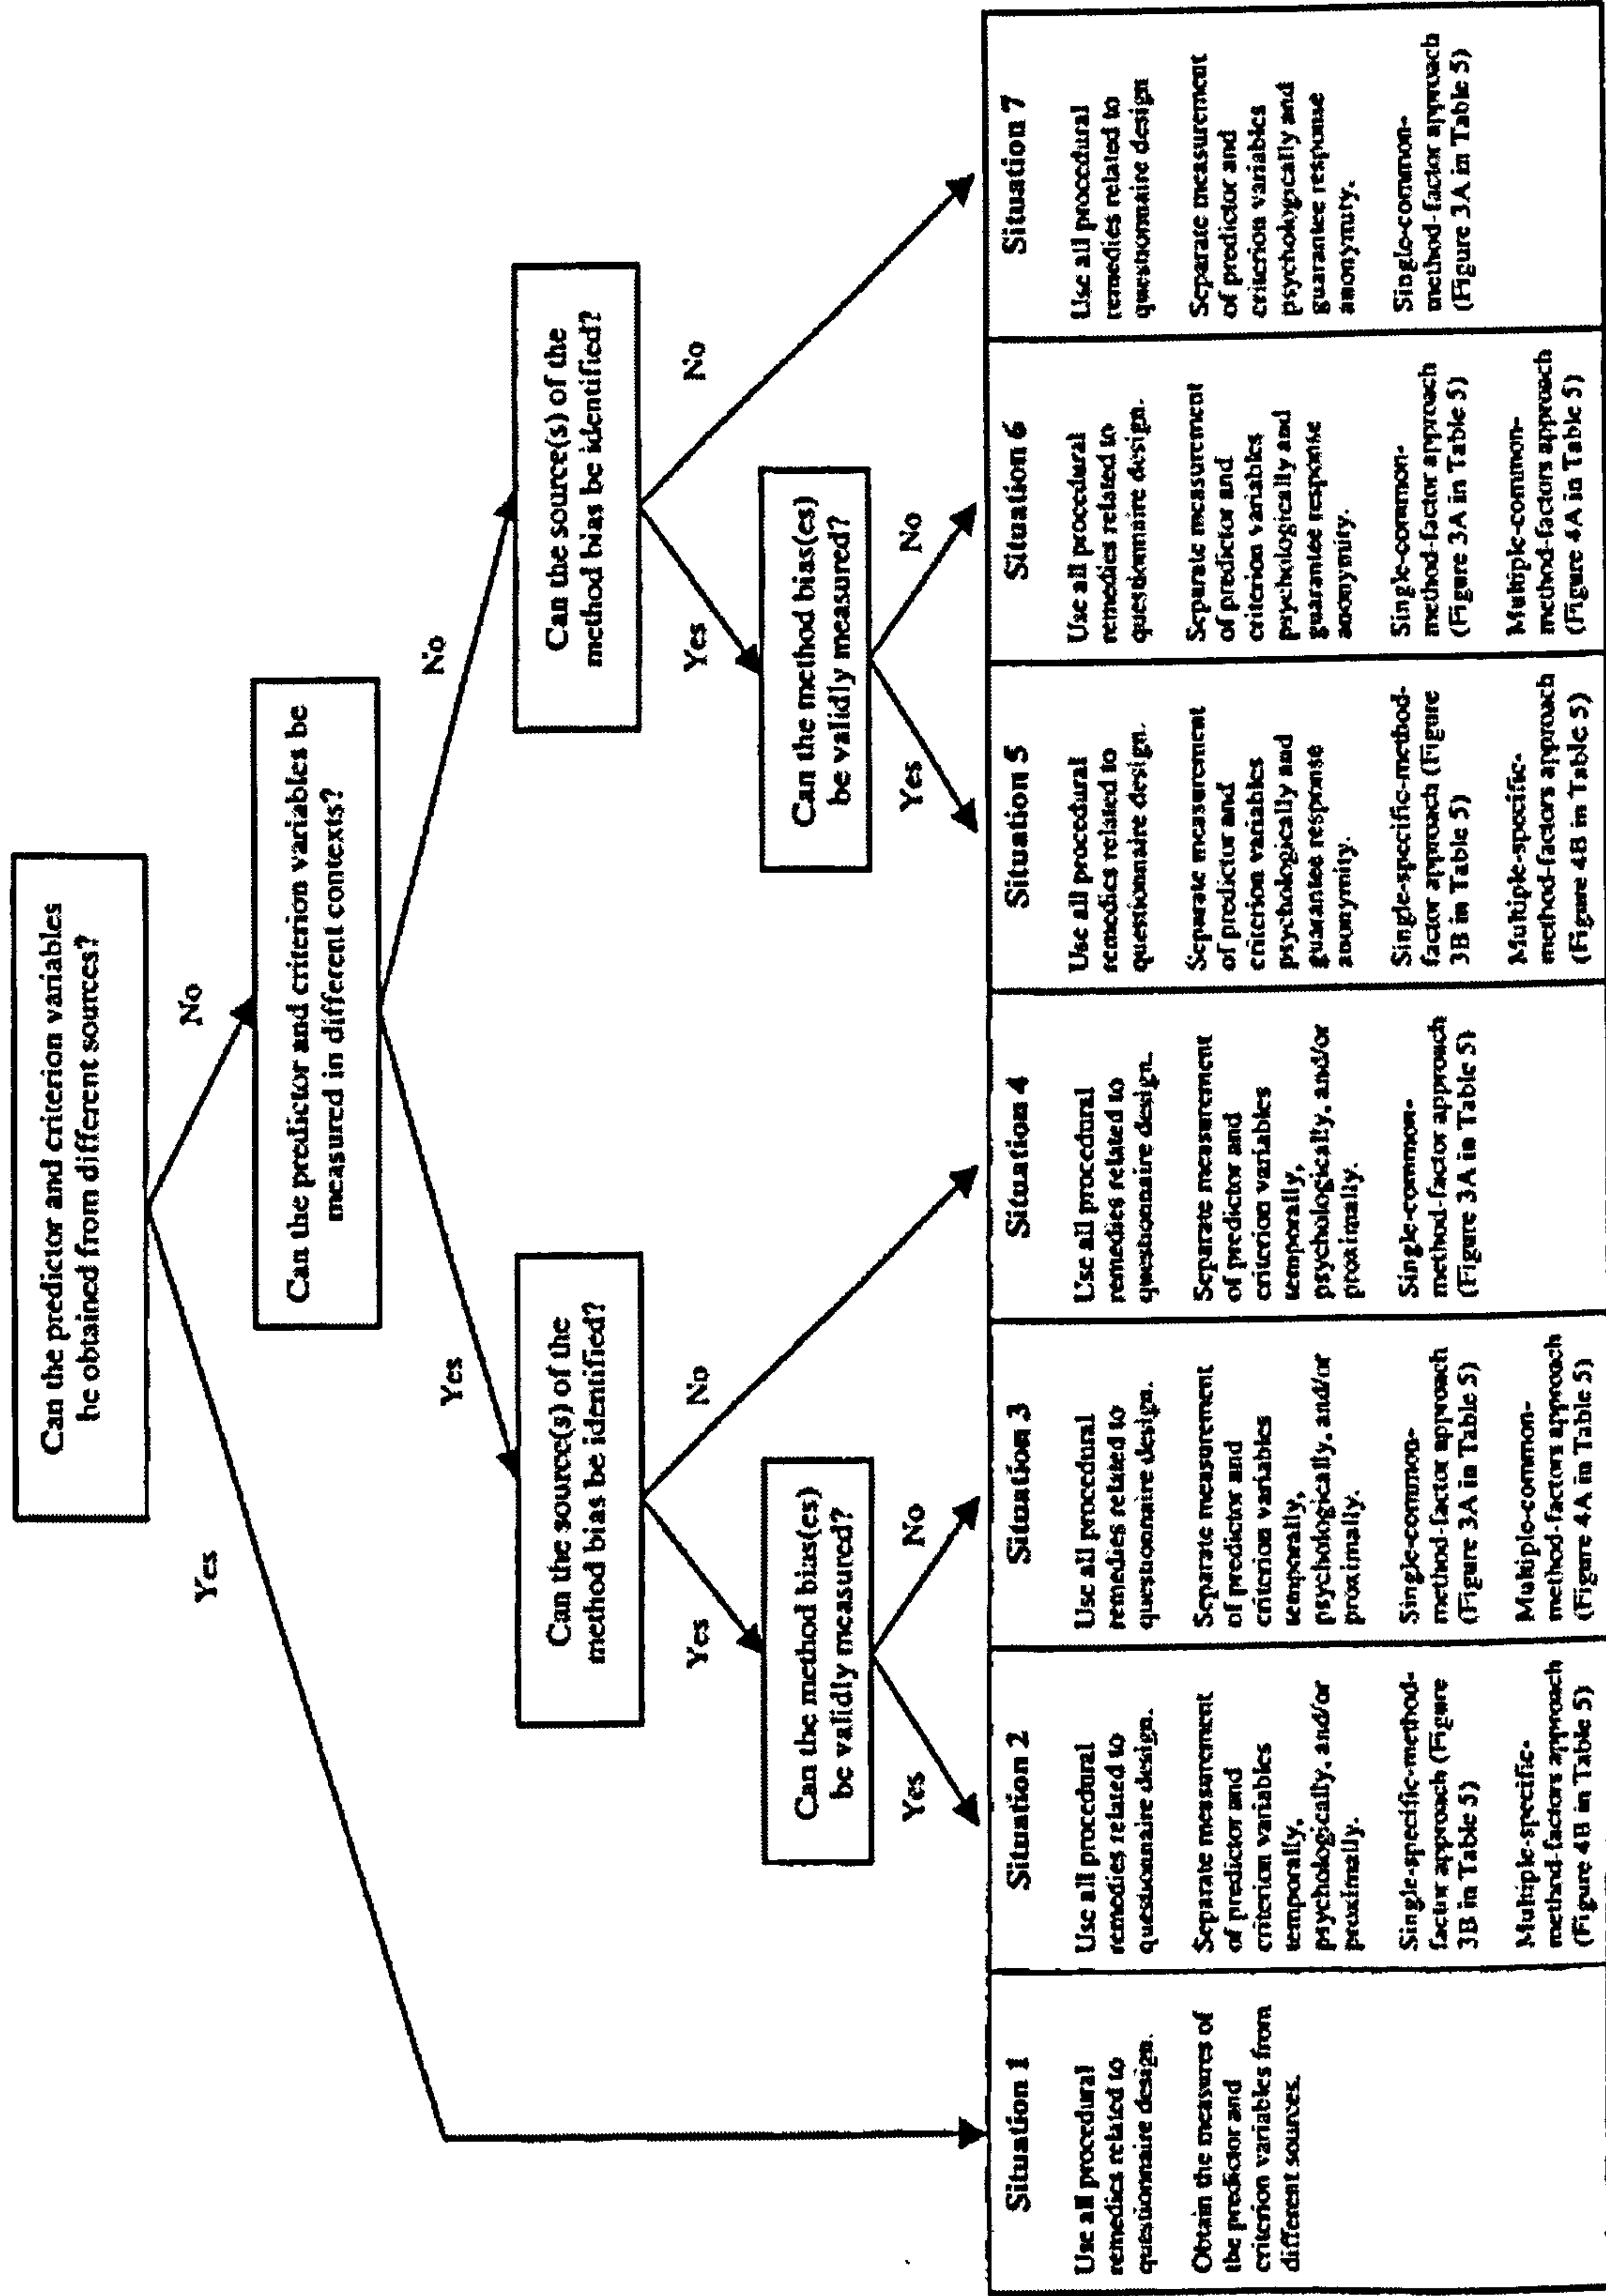 Can the predictor and criterion variables
be obtained from different sources?
Yes
No
Can the predictor and criterion variables be
measured in different contexts?
Yes
No
Can the source(s) of the
method bias be identified?
Yes
No
Can the source(s) of the
method bias be identified?
Yes
No
Can the method bias(es)
be validly measured?
Yes
No
Can the method bias(es)
be validly measured?
Yes
No
Situation 1
Use all procedural
remedies related to
questionnaire design.
Obtain the measures of
the predictor and
criterion variables from
different sources.
Situation 2
Use all procedural
remedies related to
questionnaire design.
Separate measurement
of predictor and
criterion variables
temporally,
psychologically, and/or
proximally.
Single-specific-method-
factor approach (Figure
3B in Table 5)
Multiple-specific-
method-factors approach
(Figure 4B in Table 5)
Situation 3
Use all procedural
remedies related to
questionnaire design.
Separate measurement
of predictor and
criterion variables
temporally,
psychologically, and/or
proximally.
Single-common-
method-factor approach
(Figure 3A in Table 5)
Multiple-common-
method-factors approach
(Figure 4A in Table 5)
Situation 4
Use all procedural
remedies related to
questionnaire design.
Separate measurement
of predictor and
criterion variables
temporally,
psychologically, and/or
proximally.
Single-common-
method-factor approach
(Figure 3A in Table 5)
Situation 5
Use all procedural
remedies related to
questionnaire design.
Separate measurement
of predictor and
criterion variables
psychologically and
guarantee response
anonymity.
Single-specific-method-
factor approach (Figure
3B in Table 5)
Multiple-specific-
method-factors approach
(Figure 4B in Table 5)
Situation 6
Use all procedural
remedies related to
questionnaire design.
Separate measurement
of predictor and
criterion variables
psychologically and
guarantee response
anonymity.
Single-common-
method-factor approach
(Figure 3A in Table 5)
Multiple-common-
method-factors approach
(Figure 4A in Table 5)
Situation 7
Use all procedural
remedies related to
questionnaire design
Separate measurement
of predictor and
criterion variables
psychologically and
guarantee response
anonymity.
Single-common-
method-factor approach
(Figure 3A in Table 5)